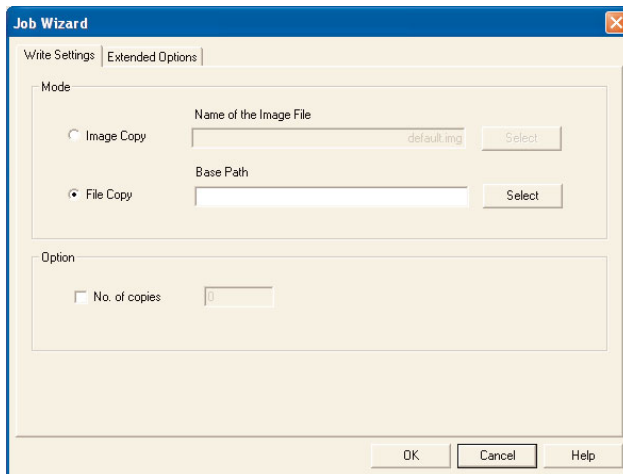 Job Wizard
Write Settings Extended Options
Mode
Name of the Image File
Image Copy default.img Select
Base Path
File Copy Select
Option
No. of copies 0
OK Cancel Help